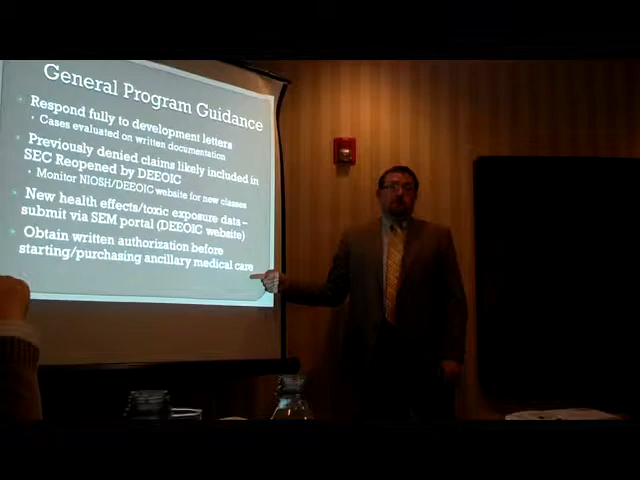 General Program Guidance
Respond fully to development letters
Cases evaluated on written documentation
Previously denied claims likely included in
SEC Reopened by DEEOIC
Monitor NIOSH/DEEOIC website for new classes
New health effects/toxic exposure data –
submit via SEM portal (DEEOIC website)
Obtain written authorization before
starting/purchasing ancillary medical care